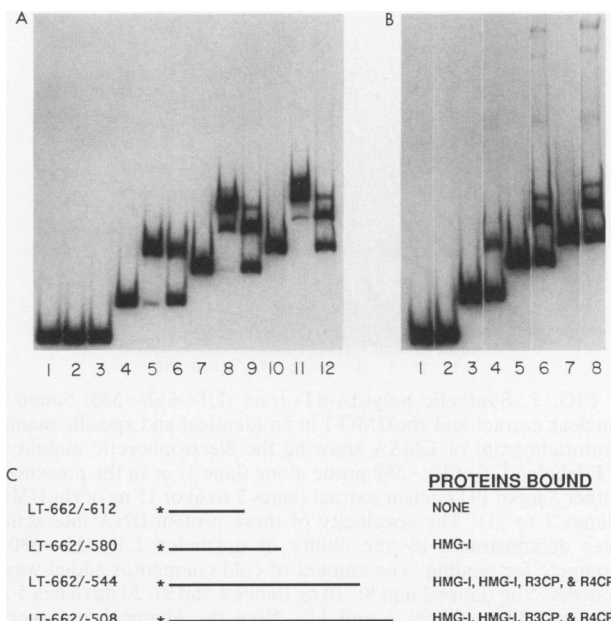 A B
1 2 3 4 5 6 7 8 9 10 11 12 1 2 3 4 5 6 7 8
C
PROTEINS BOUND
LT-662/-612 * NONE
LT-662/-580 * HMG-I
LT-662/-544 * HMG-I, HMG-I, R3CP, & R4CP
LT-662/-508 * HMG-I, HMG-I, R3CP, & R4CP